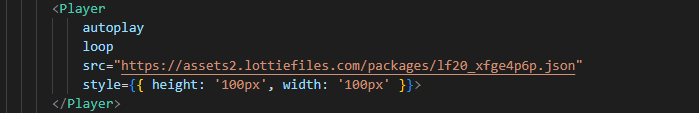 <Player
autoplay
loop
src="https://assets2.lottiefiles.com/packages/lf20_xfge4p6p.json"
style={{ height: '100px', width: '100px' }}>
</Player>